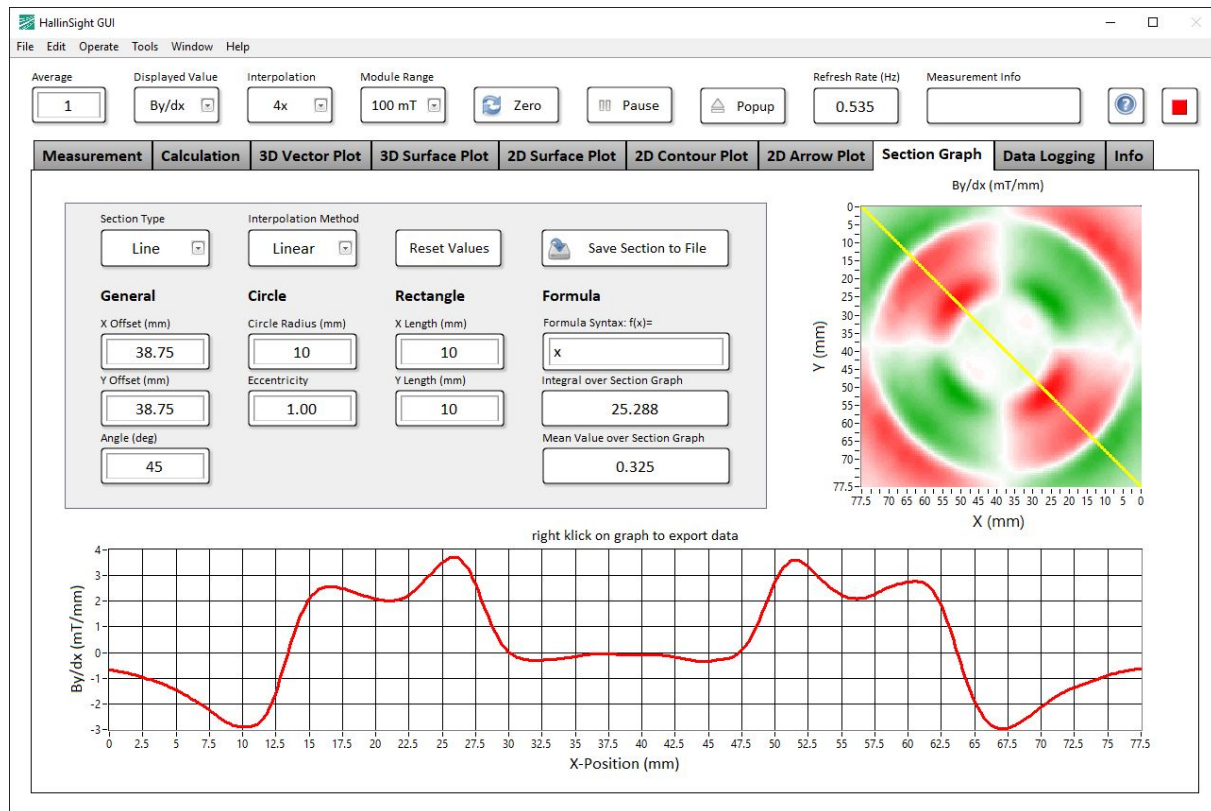 HallinSight GUI
File Edit Operate Tools Window Help
Average Displayed Value Interpolation Module Range Refresh Rate (Hz) Measurement Info
1 By/dx 4x 100 mT Zero Pause Popup 0.535
Measurement Calculation 3D Vector Plot 3D Surface Plot 2D Surface Plot 2D Contour Plot 2D Arrow Plot Section Graph Data Logging Info
By/dx (mT/mm)
Section Type Interpolation Method
Line Linear Reset Values Save Section to File
General Circle Rectangle Formula
X Offset (mm) Circle Radius (mm) X Length (mm) Formula Syntax: f(x)=
38.75 10 10 x
Y Offset (mm) Eccentricity Y Length (mm) Integral over Section Graph
38.75 1.00 10 25.288
Angle (deg) Mean Value over Section Graph
45 0.325
0
5
10
15
20
25
30
35
40
45
50
55
60
65
70
77.5
Y (mm)
77.5 70 65 60 55 50 45 40 35 30 25 20 15 10 5 0
X (mm)
right klick on graph to export data
4
3
2
1
0
-1
-2
-3
By/dx (mT/mm)
0 2.5 5 7.5 10 12.5 15 17.5 20 22.5 25 27.5 30 32.5 35 37.5 40 42.5 45 47.5 50 52.5 55 57.5 60 62.5 65 67.5 70 72.5 75 77.5
X-Position (mm)